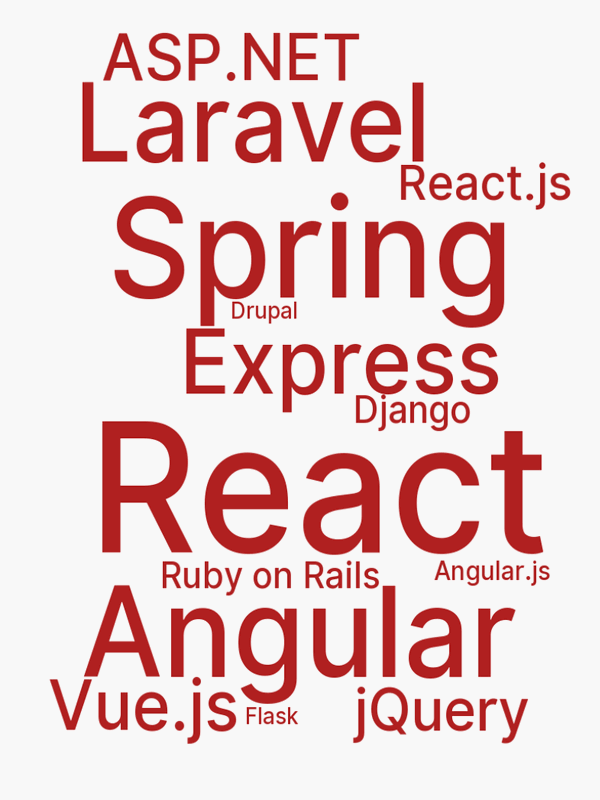 ASP.NET
Laravel
React.js
Spring
Drupal
Express
Django
React
Ruby on Rails
Angular.js
Angular
Vue.js
Flask
jQuery